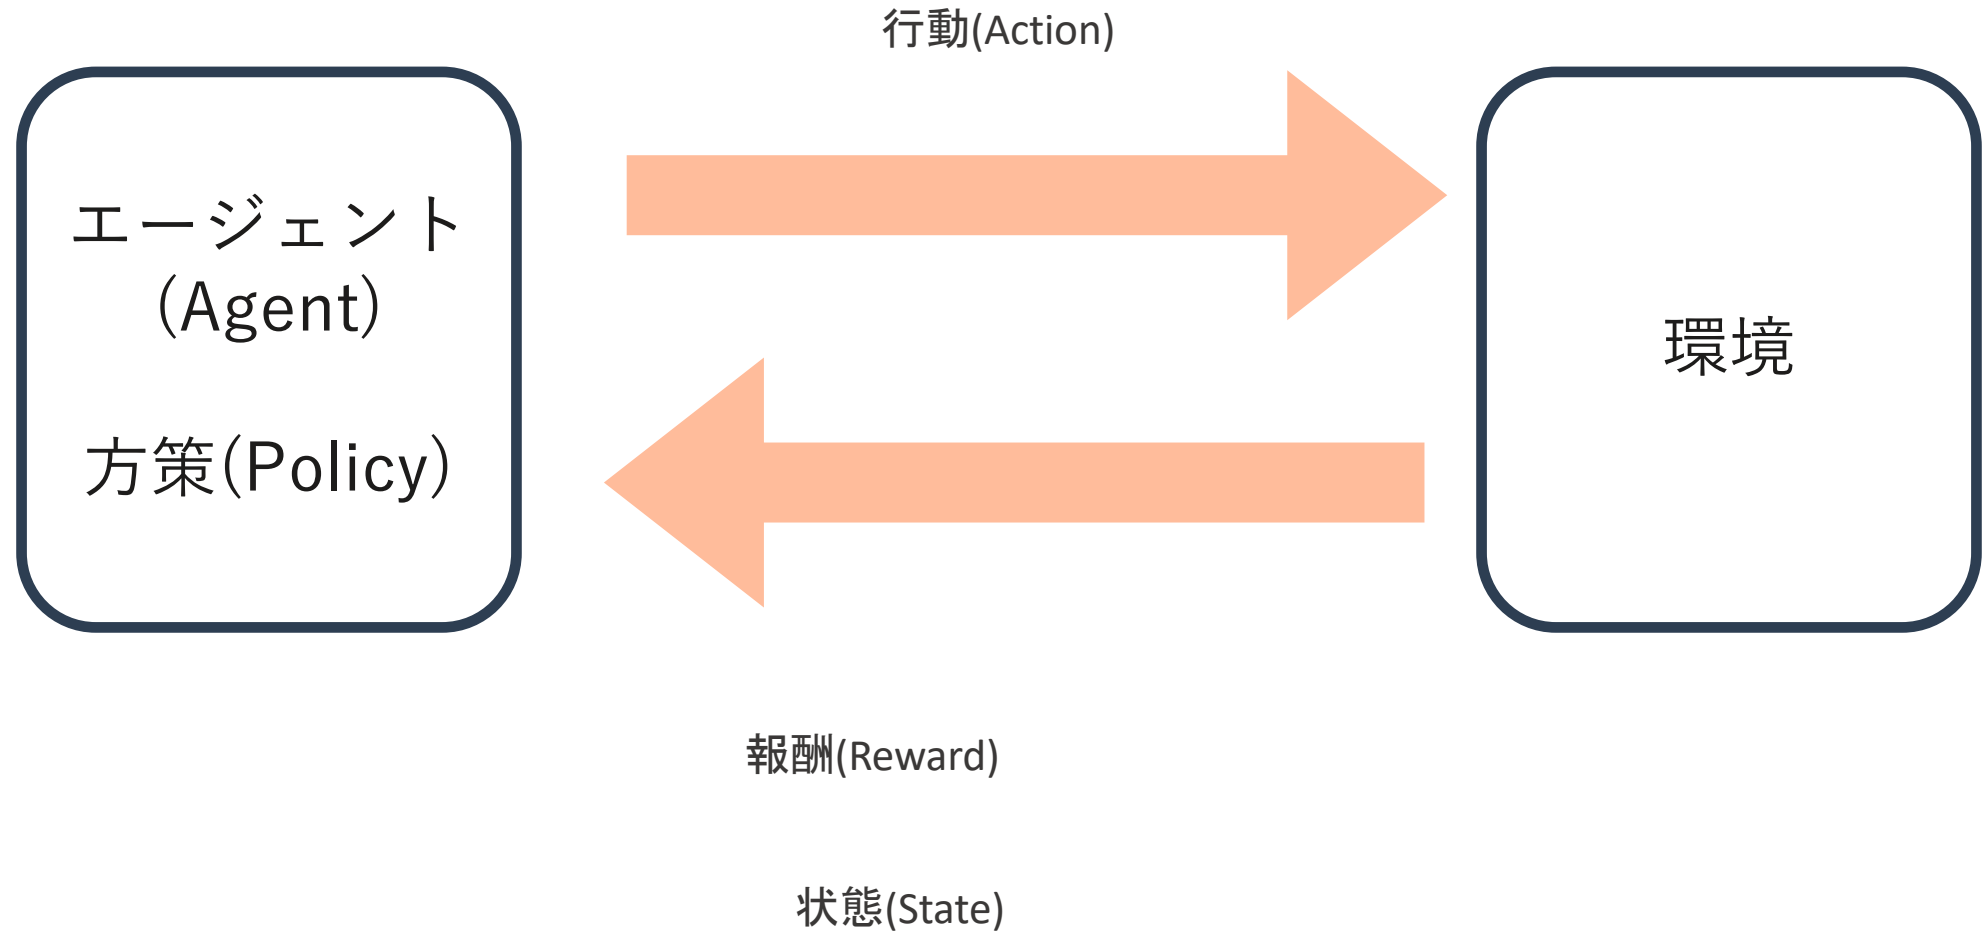 行動(Action)
エージェント
(Agent)
方策(Policy)
環境
報酬(Reward)
状態(State)